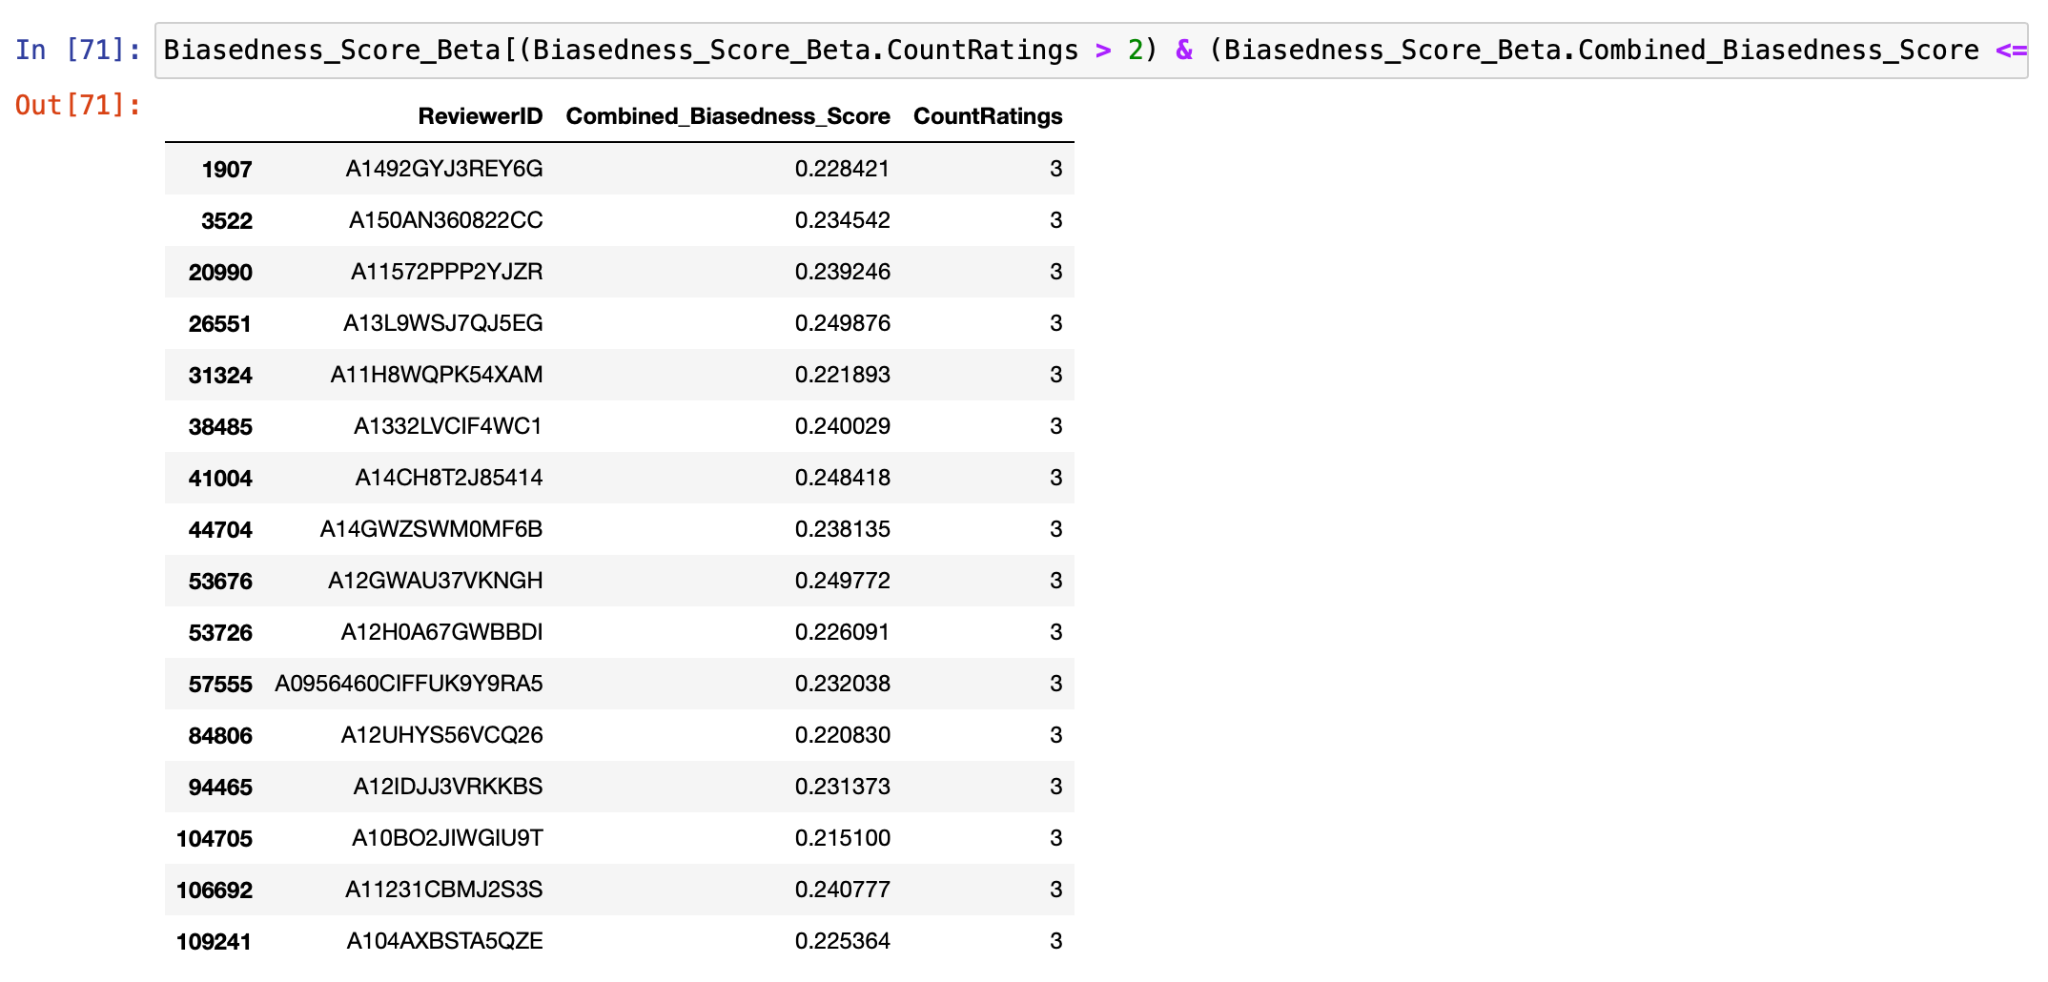 In [71]: Biasedness_Score_Beta[(Biasedness_Score_Beta.CountRatings > 2) & (Biasedness_Score_Beta.Combined_Biasedness_Score <=
Out[71]:
ReviewerID Combined_Biasedness_Score CountRatings
1907 A1492GYJ3REY6G 0.228421 3
3522 A150AN360822CC 0.234542 3
20990 A11572PPP2YJZR 0.239246 3
26551 A13L9WSJ7QJ5EG 0.249876 3
31324 A11H8WQPK54XAM 0.221893 3
38485 A1332LVCIF4WC1 0.240029 3
41004 A14CH8T2J85414 0.248418 3
44704 A14GWZSWM0MF6B 0.238135 3
53676 A12GWAU37VKNGH 0.249772 3
53726 A12H0A67GWBBDI 0.226091 3
57555 A0956460CIFFUK9Y9RA5 0.232038 3
84806 A12UHYS56VCQ26 0.220830 3
94465 A12IDJJ3VRKKBS 0.231373 3
104705 A10BO2JIWGIU9T 0.215100 3
106692 A11231CBMJ2S3S 0.240777 3
109241 A104AXBSTA5QZE 0.225364 3